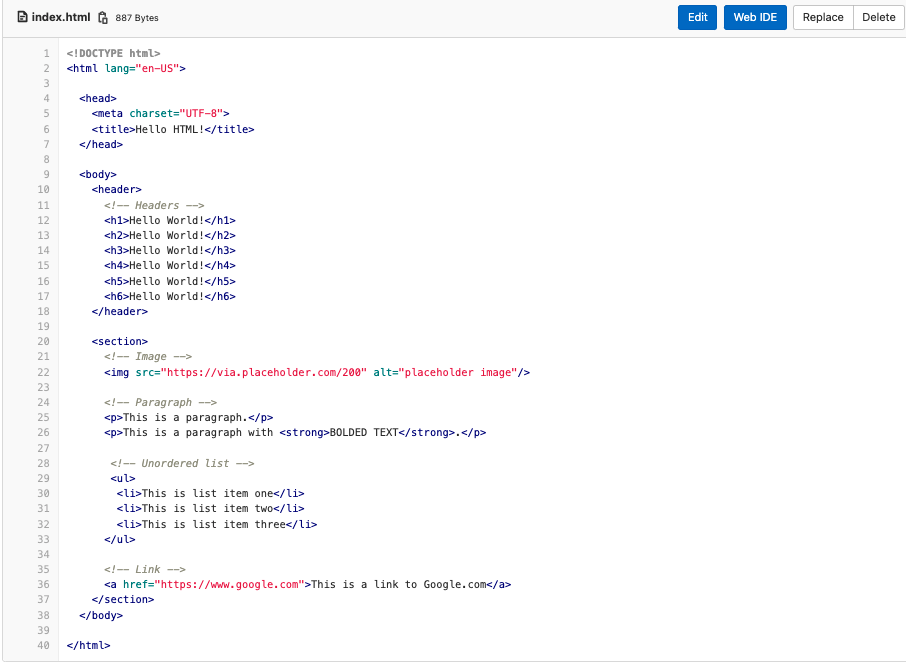 index.html 887 Bytes Edit Web IDE Replace Delete
1 <!DOCTYPE html>
2 <html lang="en-US">
3
4   <head>
5     <meta charset="UTF-8">
6     <title>Hello HTML!</title>
7   </head>
8
9   <body>
10     <header>
11       <!-- Headers -->
12       <h1>Hello World!</h1>
13       <h2>Hello World!</h2>
14       <h3>Hello World!</h3>
15       <h4>Hello World!</h4>
16       <h5>Hello World!</h5>
17       <h6>Hello World!</h6>
18     </header>
19
20     <section>
21       <!-- Image -->
22       <img src="https://via.placeholder.com/200" alt="placeholder image"/>
23
24       <!-- Paragraph -->
25       <p>This is a paragraph.</p>
26       <p>This is a paragraph with <strong>BOLDED TEXT</strong>.</p>
27
28        <!-- Unordered list -->
29        <ul>
30         <li>This is list item one</li>
31         <li>This is list item two</li>
32         <li>This is list item three</li>
33       </ul>
34
35       <!-- Link -->
36       <a href="https://www.google.com">This is a link to Google.com</a>
37     </section>
38   </body>
39
40 </html>